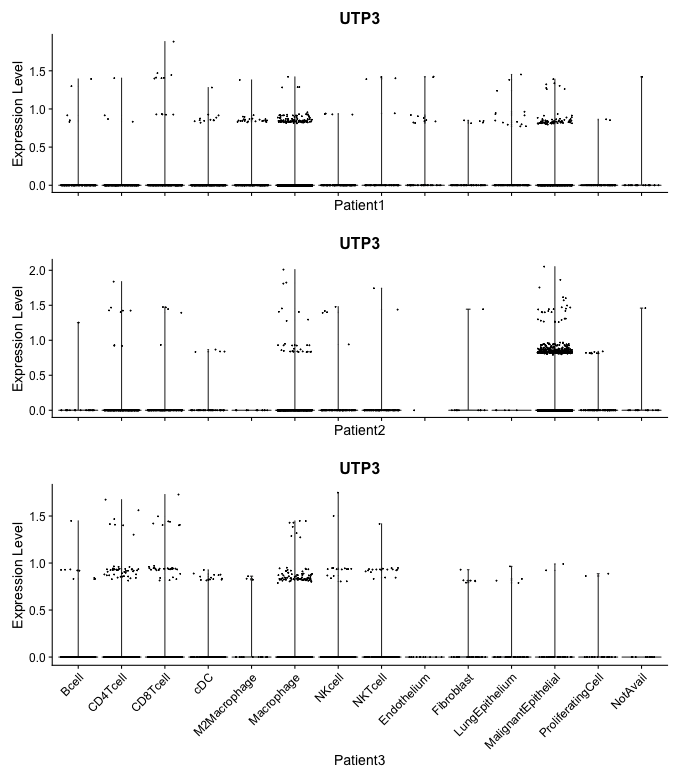 UTP3
Expression Level
1.5
1.0
0.5
0.0
Patient1
UTP3
Expression Level
2.0
1.5
1.0
0.5
0.0
Patient2
UTP3
Expression Level
1.5
1.0
0.5
0.0
Bcell
CD4Tcell
CD8Tcell
cDC
M2Macrophage
Macrophage
NKcell
NKTcell
Endothelium
Fibroblast
LungEpithelium
MalignantEpithelial
ProliferatingCell
NotAvail
Patient3